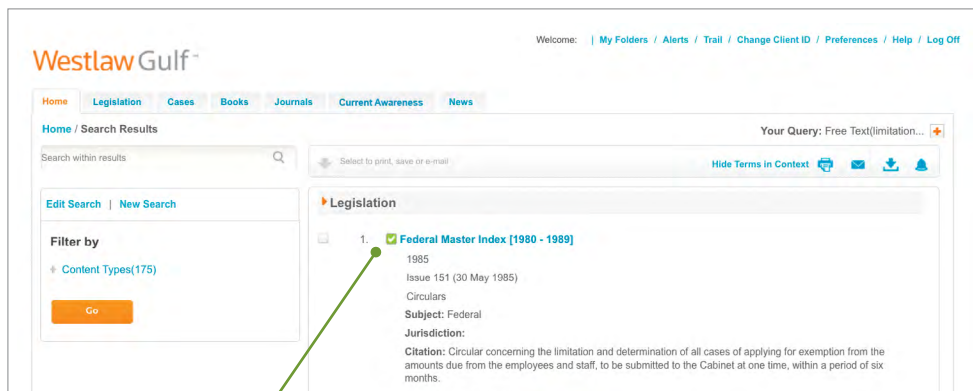 Welcome: | My Folders / Alerts / Trail / Change Client ID / Preferences / Help / Log Off
Westlaw Gulf
Home Legislation Cases Books Journals Current Awareness News
Home / Search Results
Your Query: Free Text(limitation...
Search within results
Select to print, save or e-mail
Hide Terms in Context
Edit Search | New Search
Legislation
Filter by
1. Federal Master Index [1980 - 1989]
1985
Content Types(175)
Issue 151 (30 May 1985)
Circulars
Go
Subject: Federal
Jurisdiction:
Citation: Circular concerning the limitation and determination of all cases of applying for exemption from the
amounts due from the employees and staff, to be submitted to the Cabinet at one time, within a period of six
months.